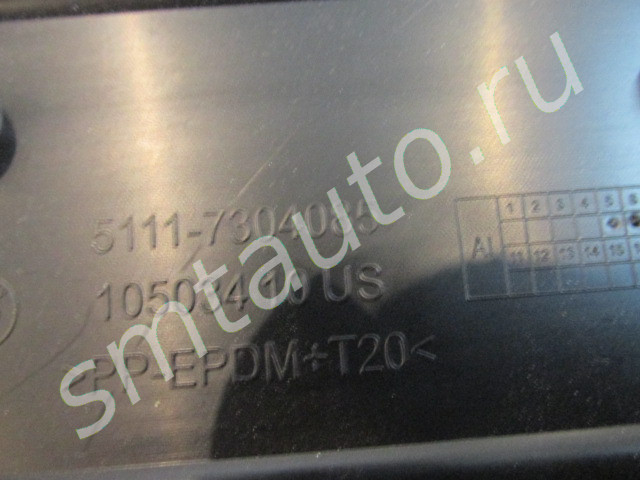 5111-7304085
10503410 US
>PP-EPDM+T20<
AI
1 2 3 4 5 6
11 12 13 14 15
smtauto.ru